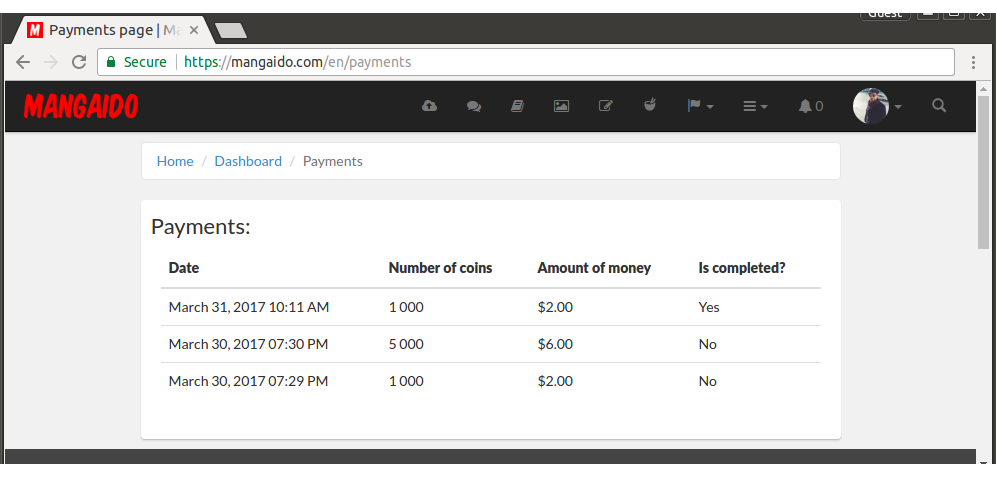 Guest
Payments page | Ma
Secure https://mangaido.com/en/payments
MANGAIDO 0
Home / Dashboard / Payments
Payments:
Date Number of coins Amount of money Is completed?
March 31, 2017 10:11 AM 1 000 $2.00 Yes
March 30, 2017 07:30 PM 5 000 $6.00 No
March 30, 2017 07:29 PM 1 000 $2.00 No